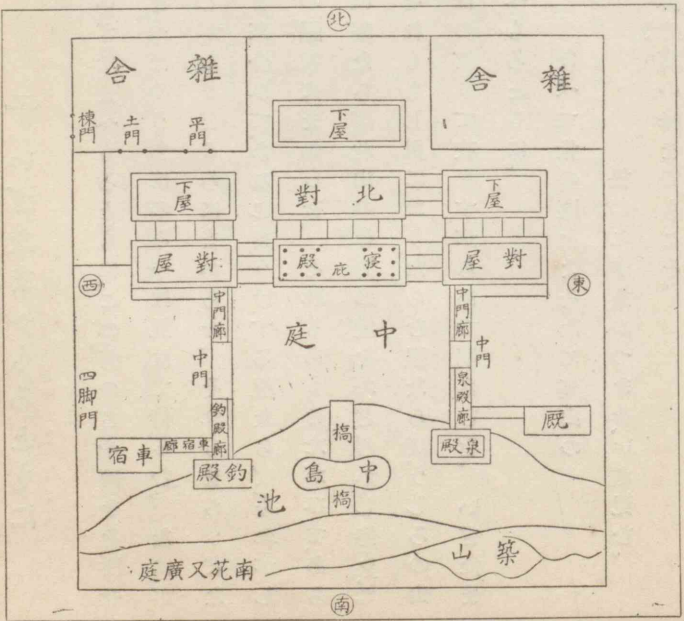 北
雜舎
雜舎
棟門
土門
平門
下屋
下屋
北對
下屋
西
對屋
寢殿
庇
對屋
東
中門廊
中門廊
中庭
中門
中門
四脚門
釣殿廊
泉殿廊
厩
橋
車宿
車宿廊
泉殿
釣殿
中島
池
橋
築山
南苑又廣庭
南